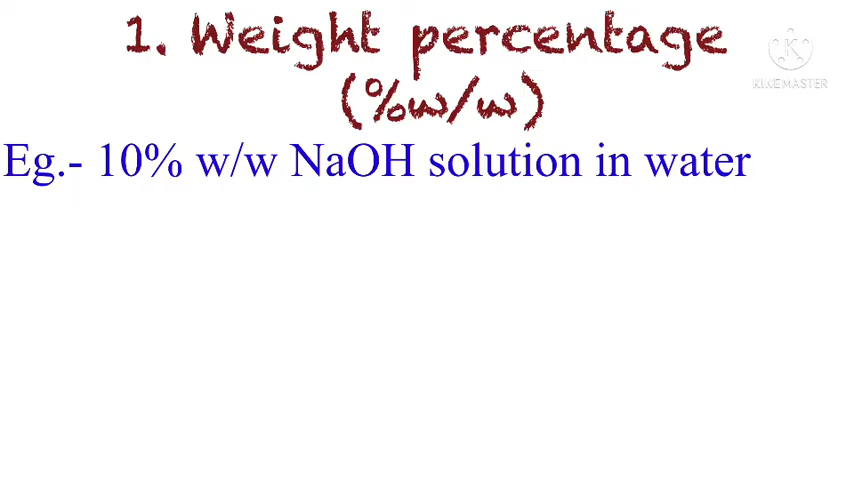 1. Weight percentage
(%w/w)
KINEMASTER
Eg.- 10% w/w NaOH solution in water